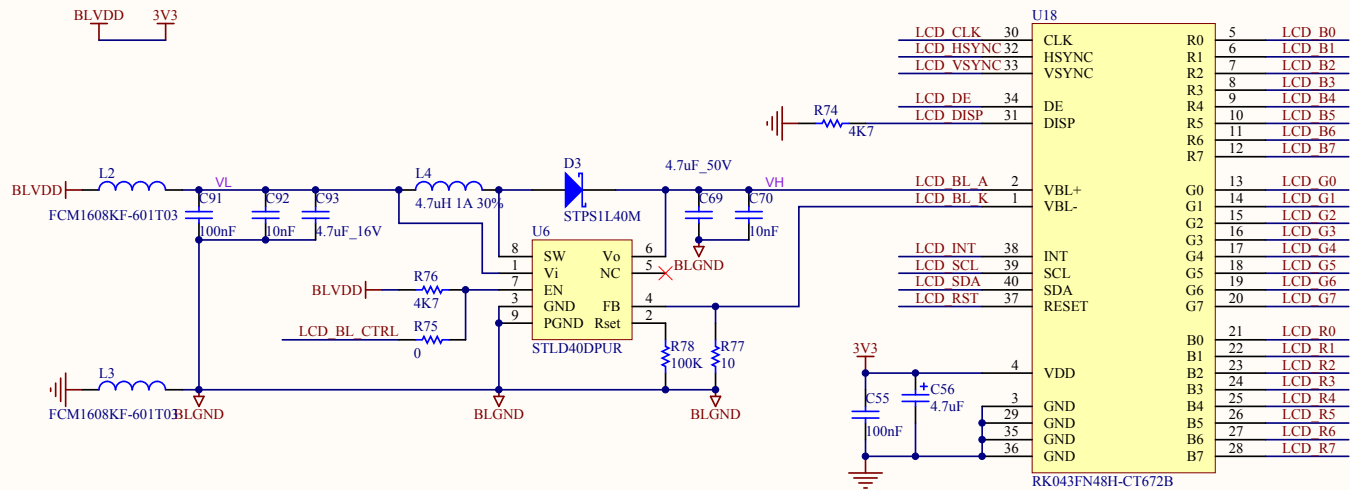 BLVDD 3V3
U18
LCD_CLK 30 CLK R0 5 LCD_B0
LCD_HSYNC 32 HSYNC R1 6 LCD_B1
LCD_VSYNC 33 VSYNC R2 7 LCD_B2
R3 8 LCD_B3
LCD_DE 34 DE R4 9 LCD_B4
R74 4K7 LCD_DISP 31 DISP R5 10 LCD_B5
R6 11 LCD_B6
R7 12 LCD_B7
BLVDD L2 FCM1608KF-601T03
VL
C91 100nF
C92 10nF
C93 4.7uF_16V
L4 4.7uH 1A 30%
D3 STPS1L40M
4.7uF_50V
C69
C70 10nF
VH
BLGND
LCD_BL_A 2 VBL+ G0 13 LCD_G0
LCD_BL_K 1 VBL- G1 14 LCD_G1
G2 15 LCD_G2
G3 16 LCD_G3
LCD_INT 38 INT G4 17 LCD_G4
LCD_SCL 39 SCL G5 18 LCD_G5
LCD_SDA 40 SDA G6 19 LCD_G6
LCD_RST 37 RESET G7 20 LCD_G7
U6
8 SW Vo 6
1 Vi NC 5
7 EN
3 GND FB 4
9 PGND Rset 2
STLD40DPUR
BLVDD R76 4K7
LCD_BL_CTRL R75 0
R78 100K
R77 10
L3 FCM1608KF-601T03
BLGND
BLGND
BLGND
B0 21 LCD_R0
B1 22 LCD_R1
3V3
4 VDD B2 23 LCD_R2
B3 24 LCD_R3
C55 100nF
C56 + 4.7uF
3 GND B4 25 LCD_R4
29 GND B5 26 LCD_R5
35 GND B6 27 LCD_R6
36 GND B7 28 LCD_R7
RK043FN48H-CT672B